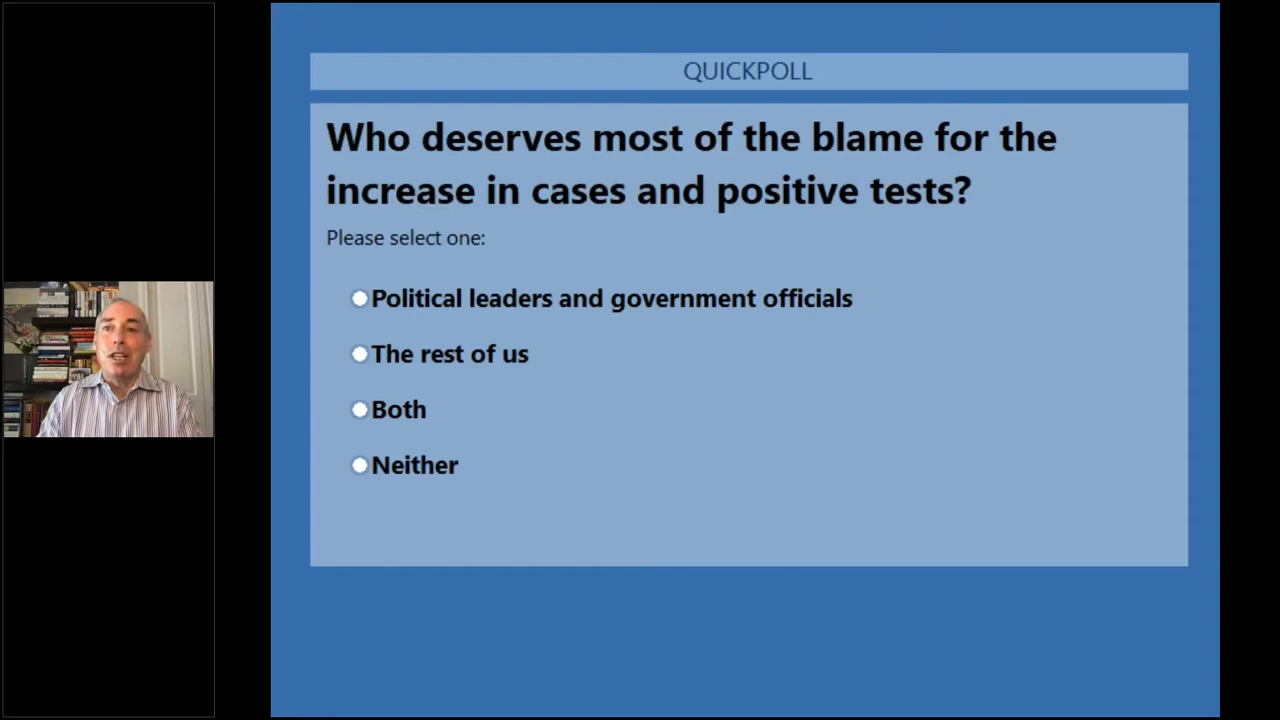 QUICKPOLL
Who deserves most of the blame for the
increase in cases and positive tests?
Please select one:
Political leaders and government officials
The rest of us
Both
Neither